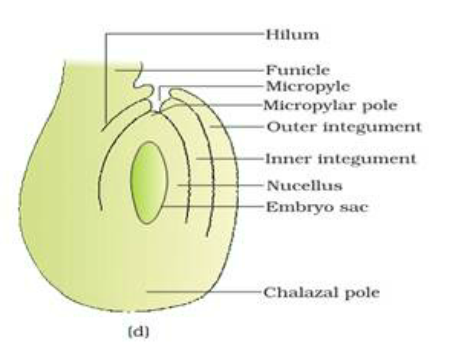 Hilum
Funicle
Micropyle
Micropylar pole
Outer integument
Inner integument
Nucellus
Embryo sac
Chalazal pole
(d)